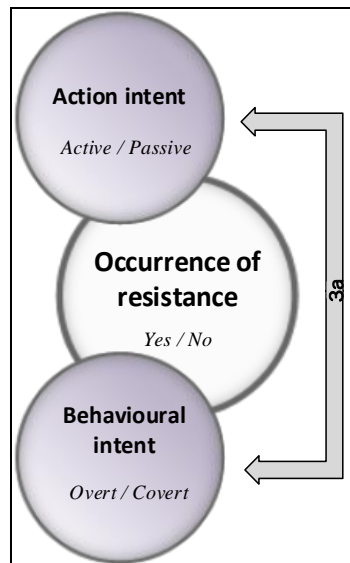 Action intent
Active / Passive
Occurrence of
resistance
Yes / No
3a
Behavioural
intent
Overt / Covert